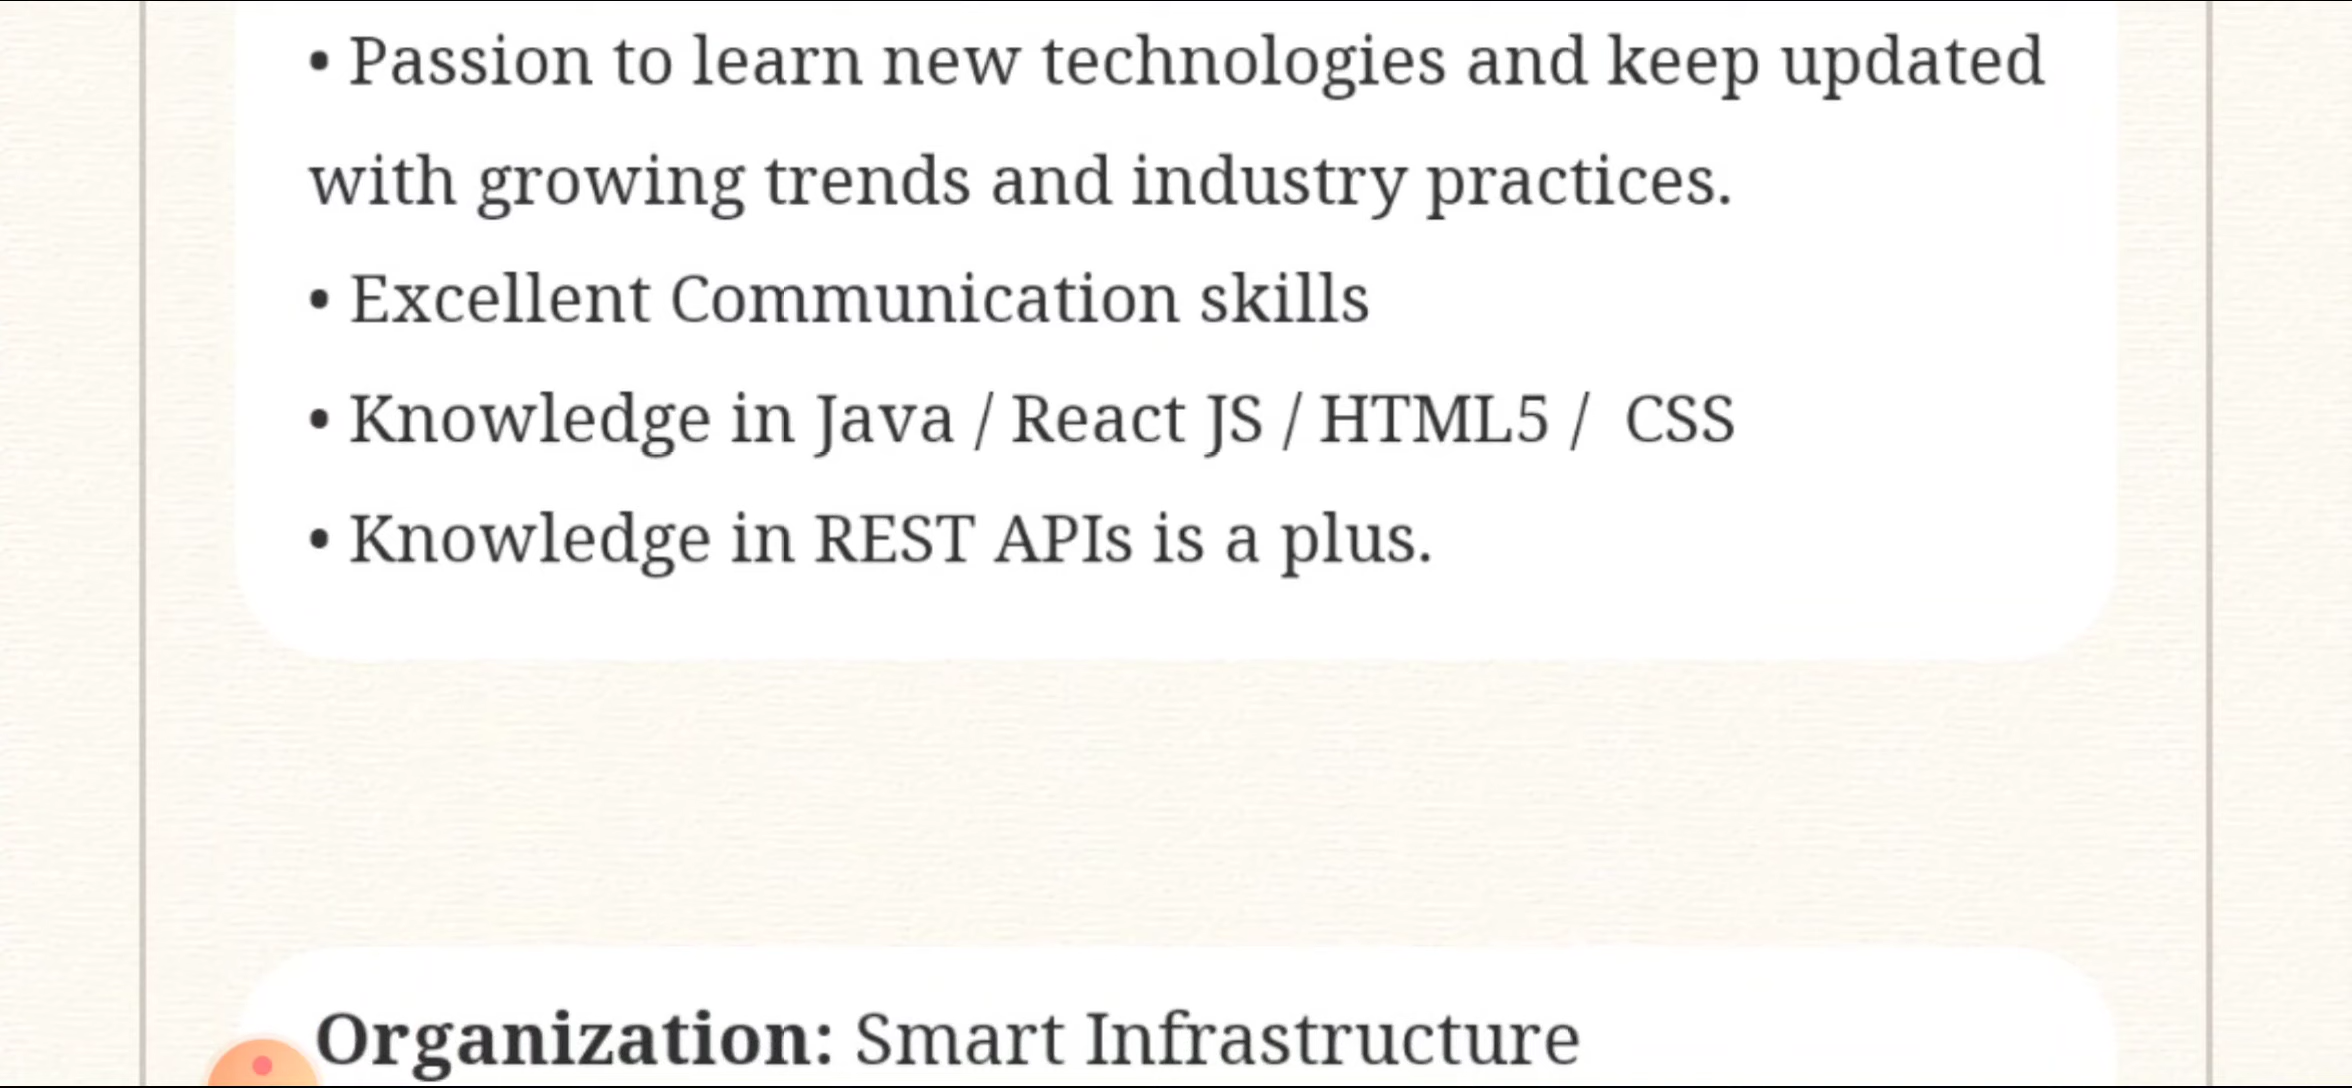 • Passion to learn new technologies and keep updated
with growing trends and industry practices.
• Excellent Communication skills
• Knowledge in Java / React JS / HTML5 /  CSS
• Knowledge in REST APIs is a plus.
Organization: Smart Infrastructure